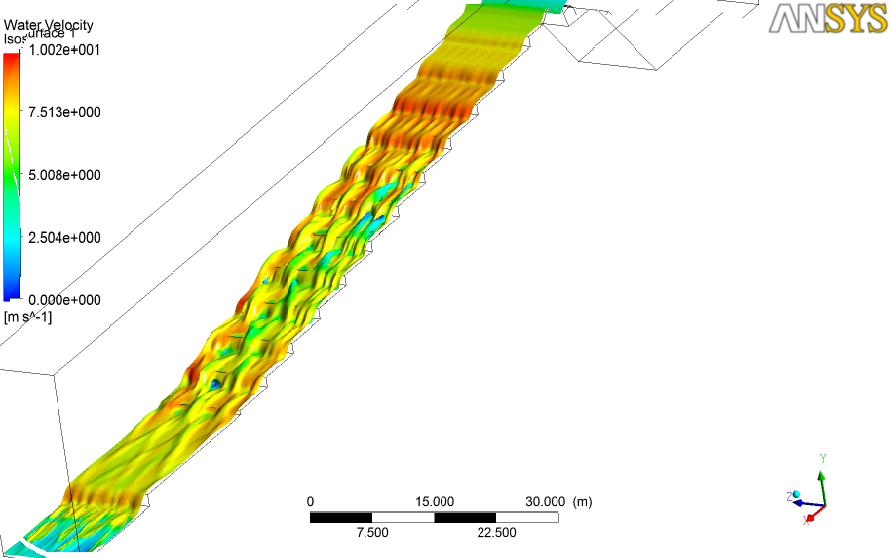 Water Velocity
Isosurface 1
1.002e+001
7.513e+000
5.008e+000
2.504e+000
0.000e+000
[m s^-1]
ANSYS
0 15.000 30.000 (m)
7.500 22.500
Y
Z
X